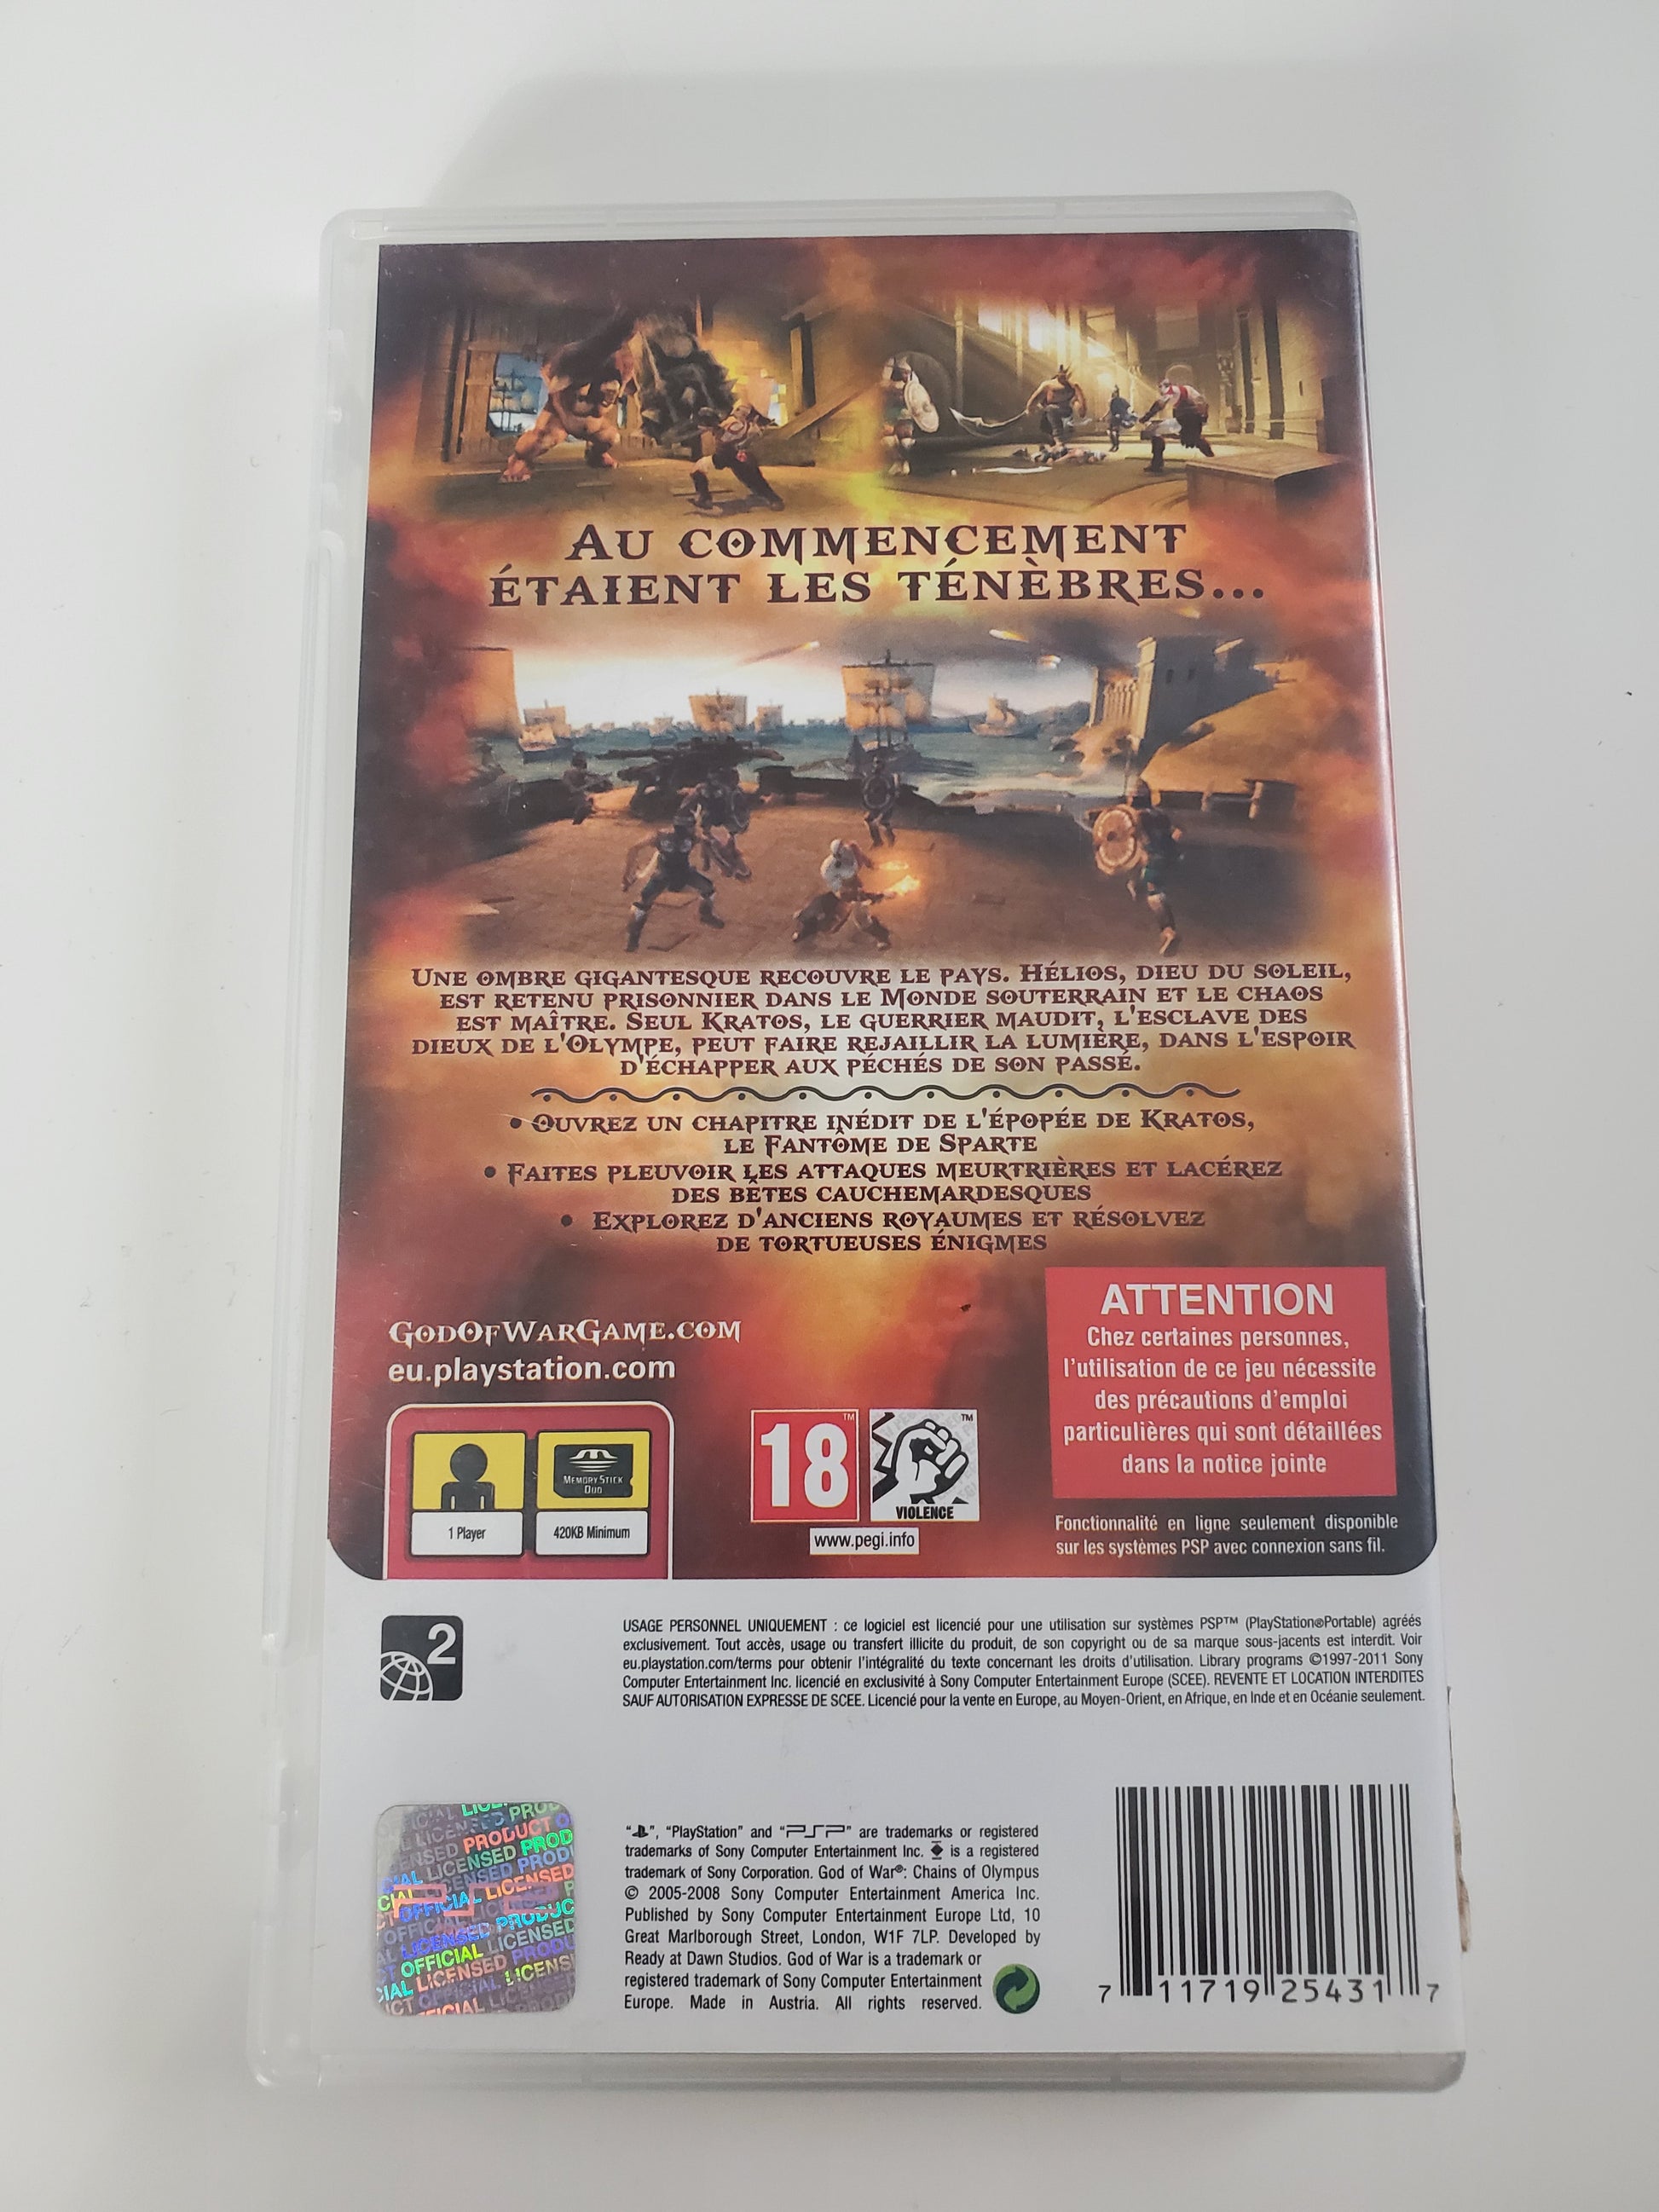 Au commencement
étaient les ténèbres...
Une ombre gigantesque recouvre le pays. Hélios, dieu du soleil,
est retenu prisonnier dans le Monde souterrain et le chaos
est maître. Seul Kratos, le guerrier maudit, l'esclave des
dieux de l'Olympe, peut faire rejaillir la lumière, dans l'espoir
d'échapper aux péchés de son passé.
• Ouvrez un chapitre inédit de l'épopée de Kratos,
le Fantôme de Sparte
• Faites pleuvoir les attaques meurtrières et lacérez
des bêtes cauchemardesques
• Explorez d'anciens royaumes et résolvez
de tortueuses énigmes
GodOfWarGame.com
eu.playstation.com
ATTENTION
Chez certaines personnes,
l'utilisation de ce jeu nécessite
des précautions d'emploi
particulières qui sont détaillées
dans la notice jointe
Memory Stick
Duo
1 Player
420KB Minimum
18™
™
VIOLENCE
www.pegi.info
Fonctionnalité en ligne seulement disponible
sur les systèmes PSP avec connexion sans fil.
2
USAGE PERSONNEL UNIQUEMENT : ce logiciel est licencié pour une utilisation sur systèmes PSP™ (PlayStation®Portable) agréés
exclusivement. Tout accès, usage ou transfert illicite du produit, de son copyright ou de sa marque sous-jacents est interdit. Voir
eu.playstation.com/terms pour obtenir l'intégralité du texte concernant les droits d'utilisation. Library programs ©1997-2011 Sony
Computer Entertainment Inc. licencié en exclusivité à Sony Computer Entertainment Europe (SCEE). REVENTE ET LOCATION INTERDITES
SAUF AUTORISATION EXPRESSE DE SCEE. Licencié pour la vente en Europe, au Moyen-Orient, en Afrique, en Inde et en Océanie seulement.
LICENSED PRODUCT
OFFICIAL LICENSED
LICENSED PRODUC
OFFICIAL LICENSED
"", "PlayStation" and "PSP" are trademarks or registered
trademarks of Sony Computer Entertainment Inc. is a registered
trademark of Sony Corporation. God of War®: Chains of Olympus
© 2005-2008 Sony Computer Entertainment America Inc.
Published by Sony Computer Entertainment Europe Ltd, 10
Great Marlborough Street, London, W1F 7LP. Developed by
Ready at Dawn Studios. God of War is a trademark or
registered trademark of Sony Computer Entertainment
Europe. Made in Austria. All rights reserved.
7 11719 25431 7